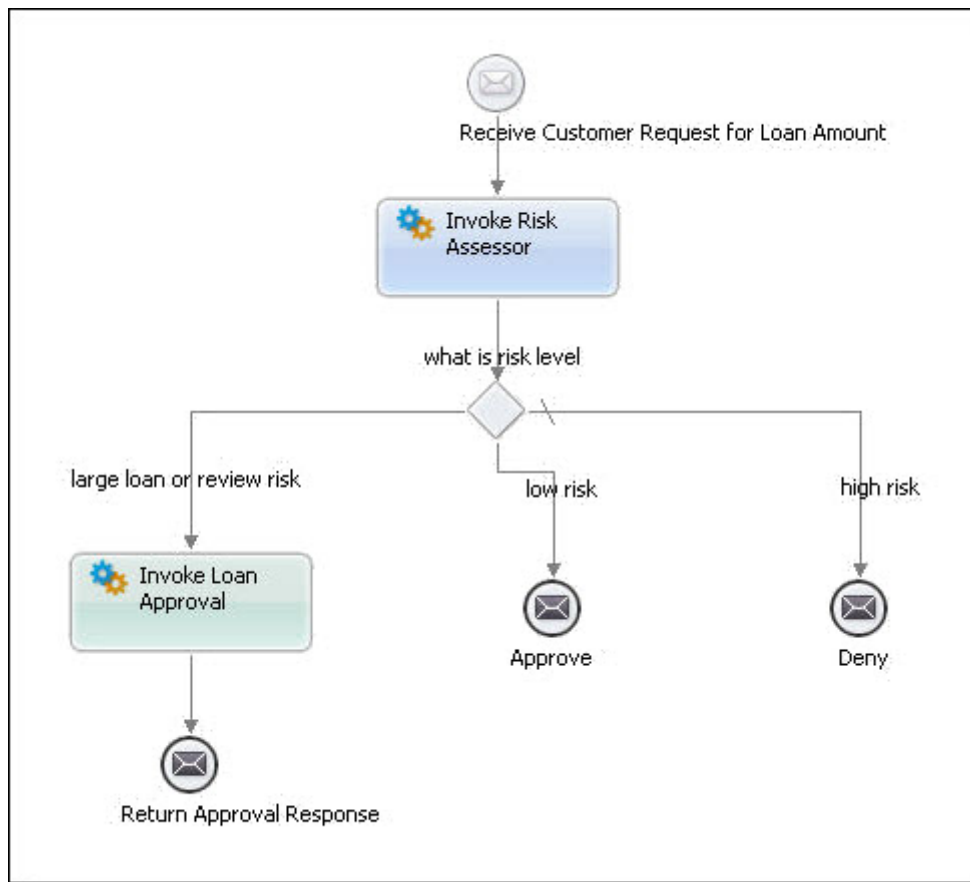 Receive Customer Request for Loan Amount
Invoke Risk
Assessor
what is risk level
large loan or review risk
low risk
high risk
Invoke Loan
Approval
Approve
Deny
Return Approval Response